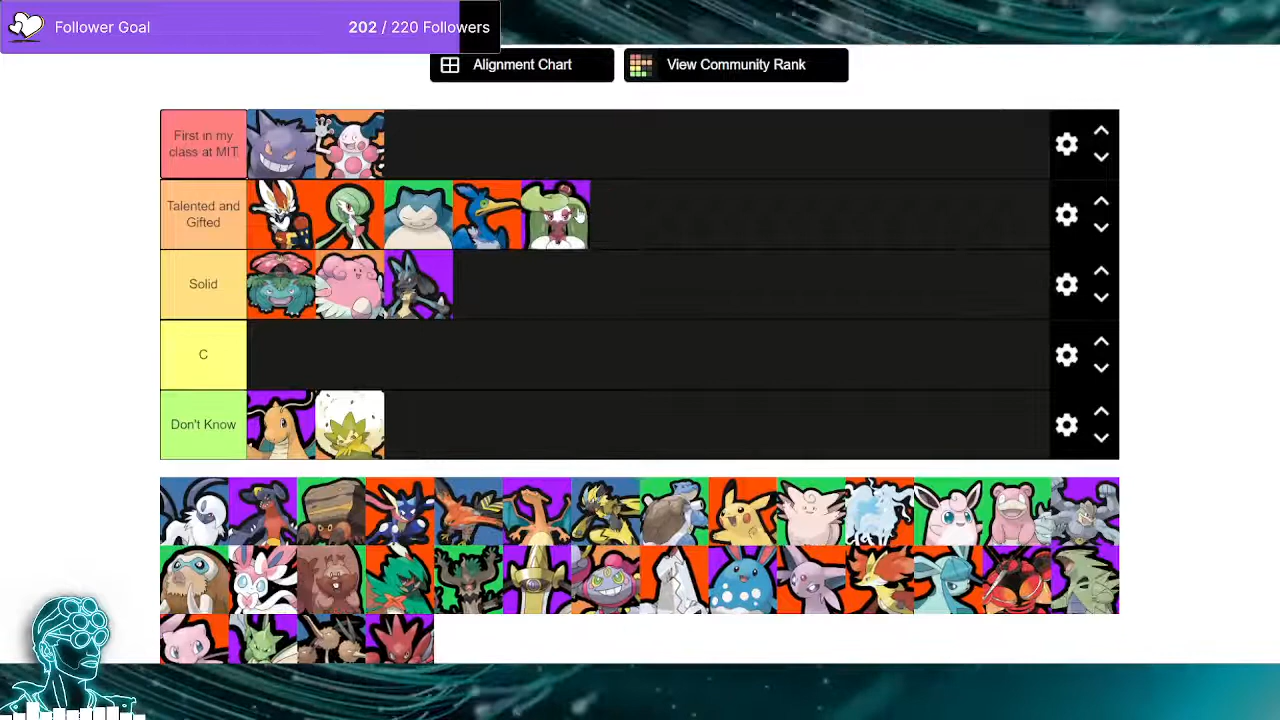 Follower Goal
202 / 220 Followers
Alignment Chart
View Community Rank
First in my
class at MIT.
Talented and
Gifted
Solid
C
Don't Know